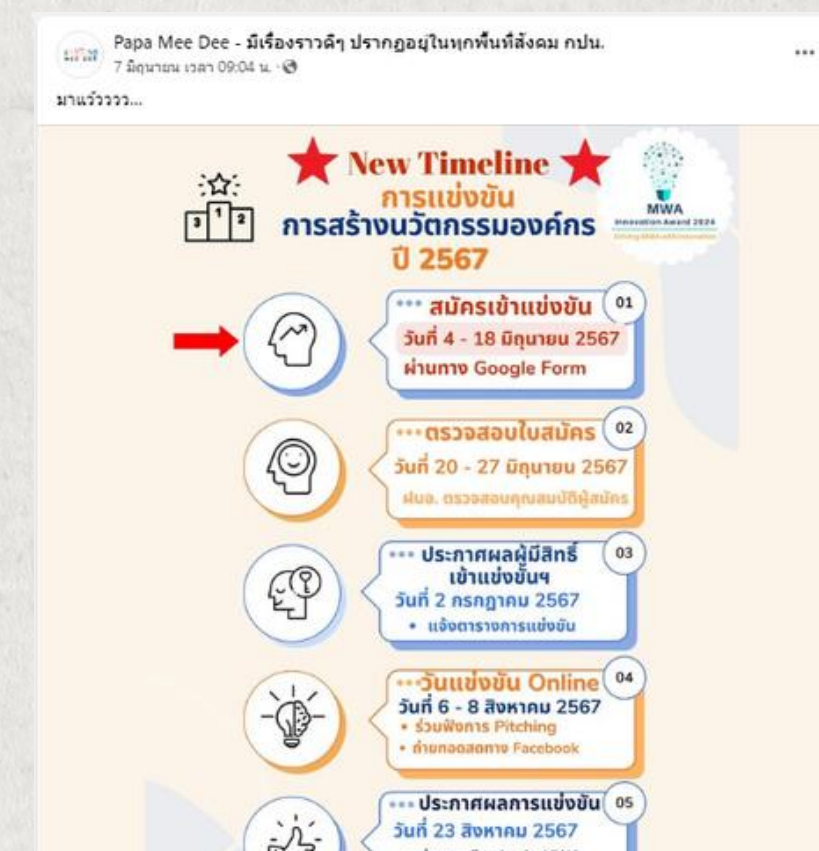 Papa Mee Dee - มีเรื่องราวดีๆ ปรากฏอยู่ในทุกพื้นที่สังคม กปน.
7 มิถุนายน เวลา 09:04 น. ·
มาแว้วววว...
New Timeline
การแข่งขัน
การสร้างนวัตกรรมองค์กร
ปี 2567
3 1 2
MWA
Innovation Award 2024
Driving MWA with Innovation
สมัครเข้าแข่งขัน 01
วันที่ 4 - 18 มิถุนายน 2567
ผ่านทาง Google Form
ตรวจสอบใบสมัคร 02
วันที่ 20 - 27 มิถุนายน 2567
ฝนอ. ตรวจสอบคุณสมบัติผู้สมัคร
ประกาศผลผู้มีสิทธิ์ 03
เข้าแข่งขันฯ
วันที่ 2 กรกฎาคม 2567
• แจ้งตารางการแข่งขัน
วันแข่งขัน Online 04
วันที่ 6 - 8 สิงหาคม 2567
• ร่วมฟังการ Pitching
• ถ่ายทอดสดทาง Facebook
ประกาศผลการแข่งขัน 05
วันที่ 23 สิงหาคม 2567